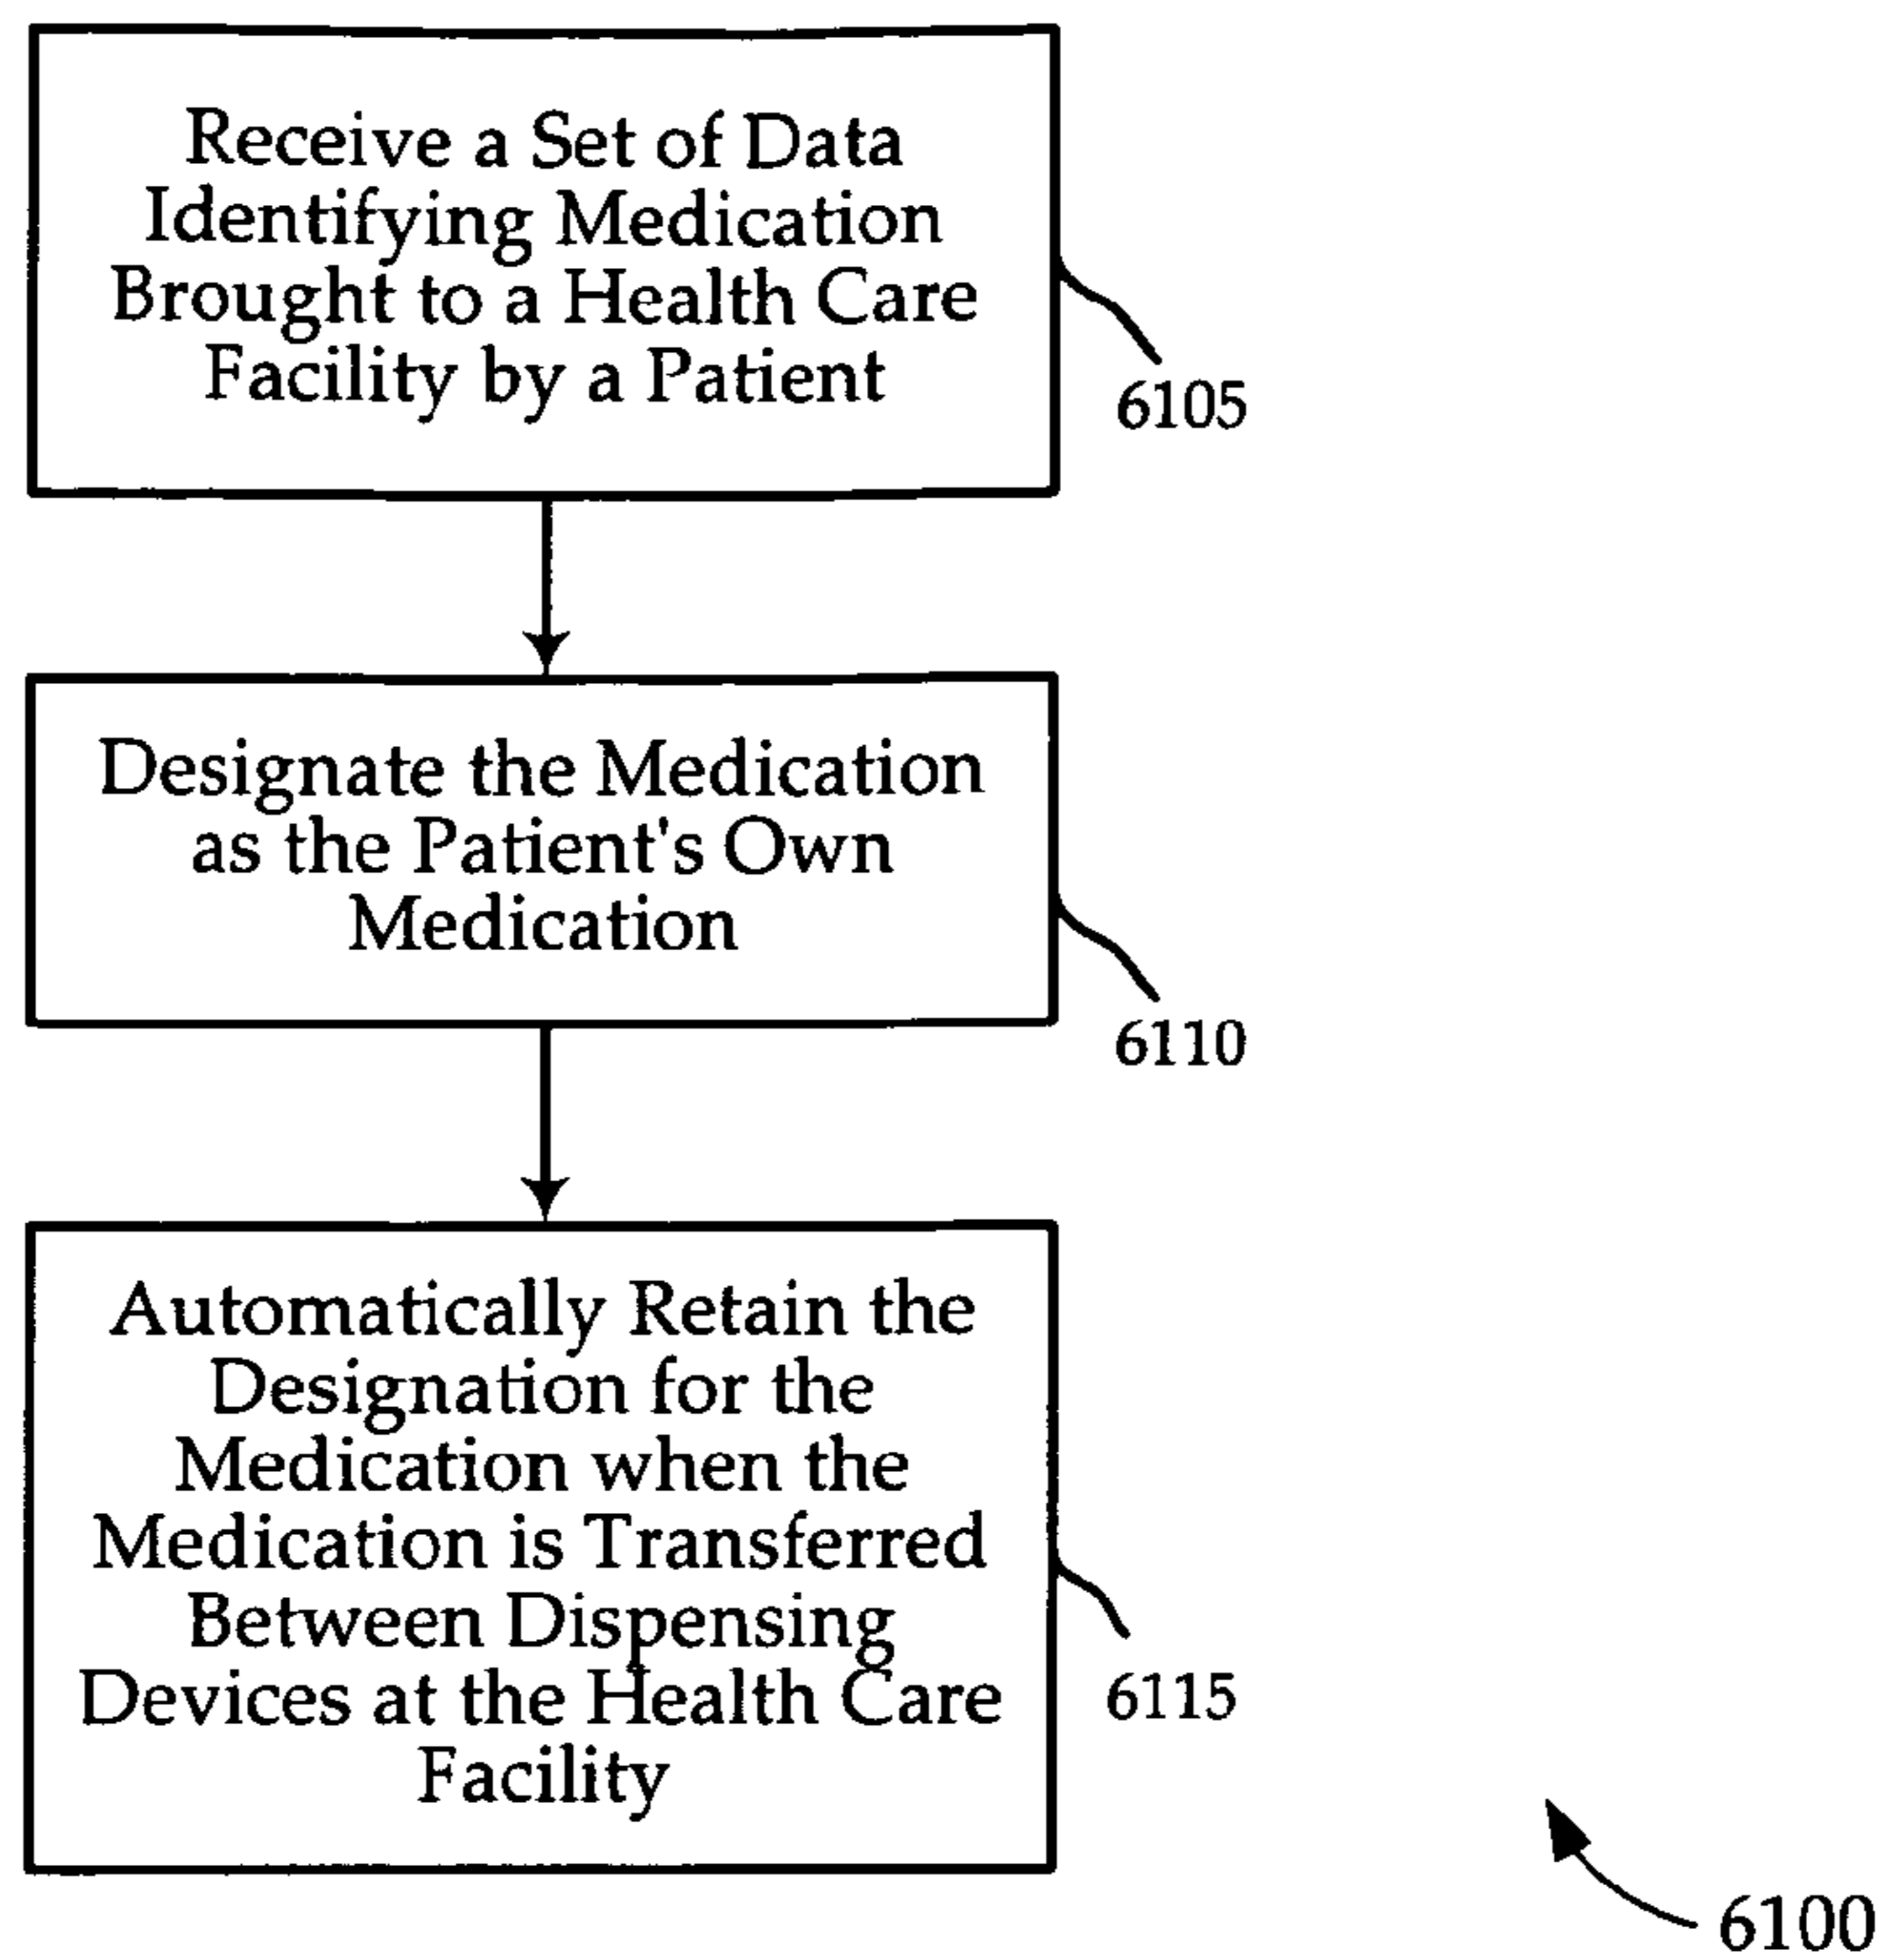 Receive a Set of Data
Identifying Medication
Brought to a Health Care
Facility by a Patient
6105
Designate the Medication
as the Patient's Own
Medication
6110
Automatically Retain the
Designation for the
Medication when the
Medication is Transferred
Between Dispensing
Devices at the Health Care
Facility
6115
6100